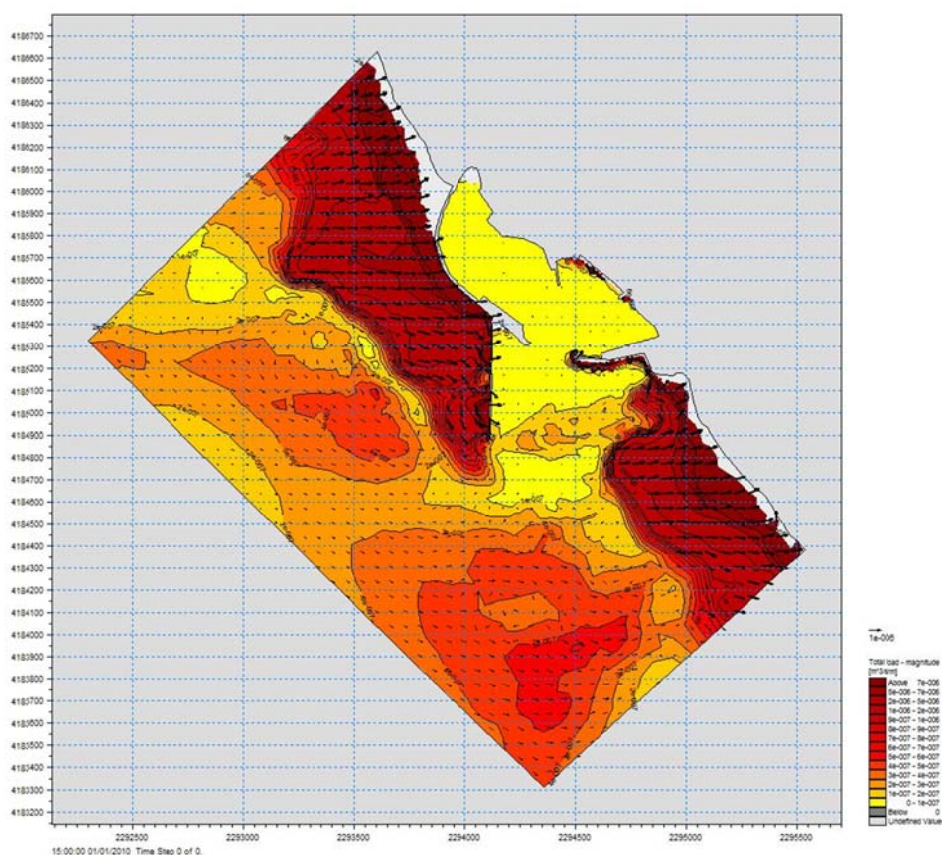 4186700
4186600
4186500
4186400
4186300
4186200
4186100
4186000
4185900
4185800
4185700
4185600
4185500
4185400
4185300
4185200
4185100
4185000
4184900
4184800
4184700
4184600
4184500
4184400
4184300
4184200
4184100
4184000
4183900
4183800
4183700
4183600
4183500
4183400
4183300
4183200
2292500 2293000 2293500 2294000 2294500 2295000 2295500
15:00:00 01/01/2010 Time Step 0 of 0.
1e-006
Total load - magnitude
[m^3/s/m]
Above 7e-006
5e-006 - 7e-006
2e-006 - 5e-006
1e-006 - 2e-006
9e-007 - 1e-006
8e-007 - 9e-007
7e-007 - 8e-007
6e-007 - 7e-007
5e-007 - 6e-007
4e-007 - 5e-007
3e-007 - 4e-007
2e-007 - 3e-007
1e-007 - 2e-007
0 - 1e-007
Below 0
Undefined Value